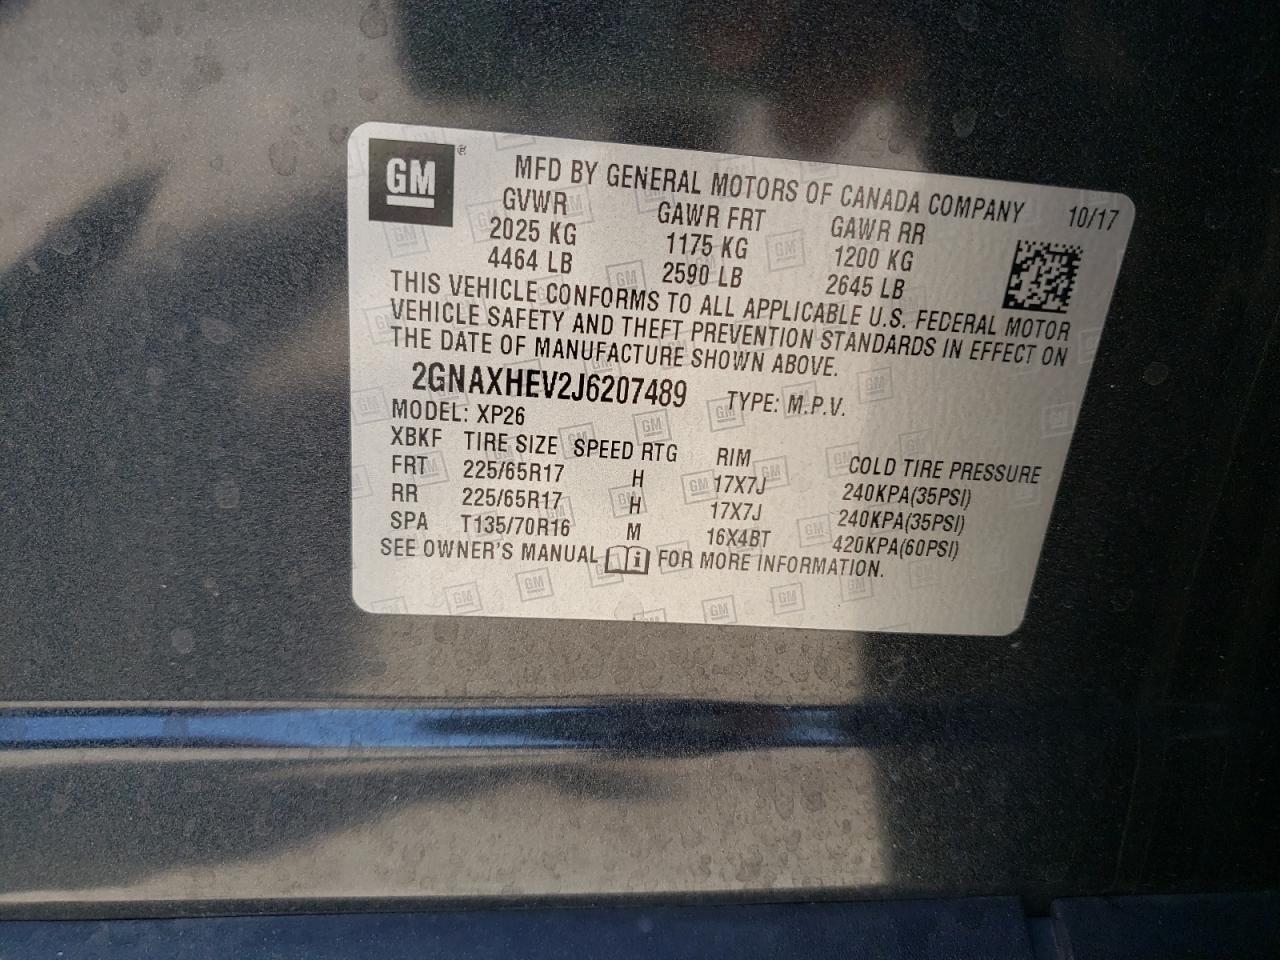 GM ®
MFD BY GENERAL MOTORS OF CANADA COMPANY 10/17
GVWR GAWR FRT GAWR RR
2025 KG 1175 KG 1200 KG
4464 LB 2590 LB 2645 LB
THIS VEHICLE CONFORMS TO ALL APPLICABLE U.S. FEDERAL MOTOR
VEHICLE SAFETY AND THEFT PREVENTION STANDARDS IN EFFECT ON
THE DATE OF MANUFACTURE SHOWN ABOVE.
2GNAXHEV2J6207489 TYPE: M.P.V.
MODEL: XP26
XBKF TIRE SIZE SPEED RTG RIM COLD TIRE PRESSURE
FRT 225/65R17 H 17X7J 240KPA(35PSI)
RR 225/65R17 H 17X7J 240KPA(35PSI)
SPA T135/70R16 M 16X4BT 420KPA(60PSI)
SEE OWNER'S MANUAL FOR MORE INFORMATION.